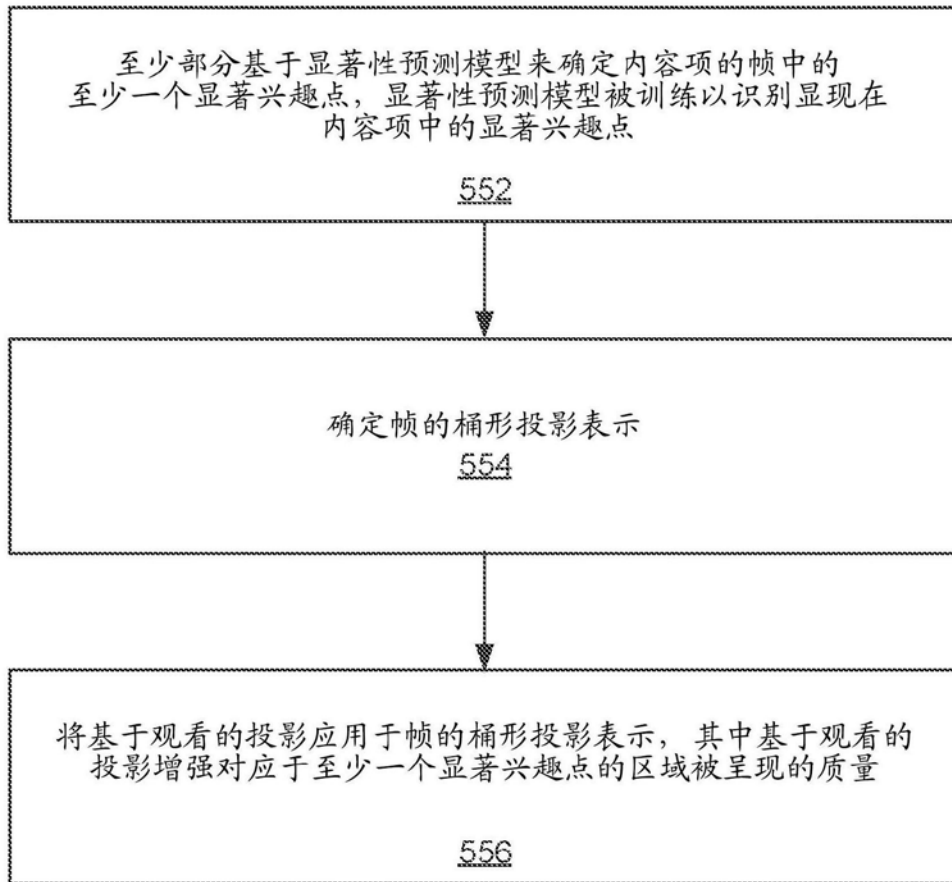 至少部分基于显著性预测模型来确定内容项的帧中的
至少一个显著兴趣点，显著性预测模型被训练以识别显现在
内容项中的显著兴趣点
552
确定帧的桶形投影表示
554
将基于观看的投影应用于帧的桶形投影表示，其中基于观看的
投影增强对应于至少一个显著兴趣点的区域被呈现的质量
556